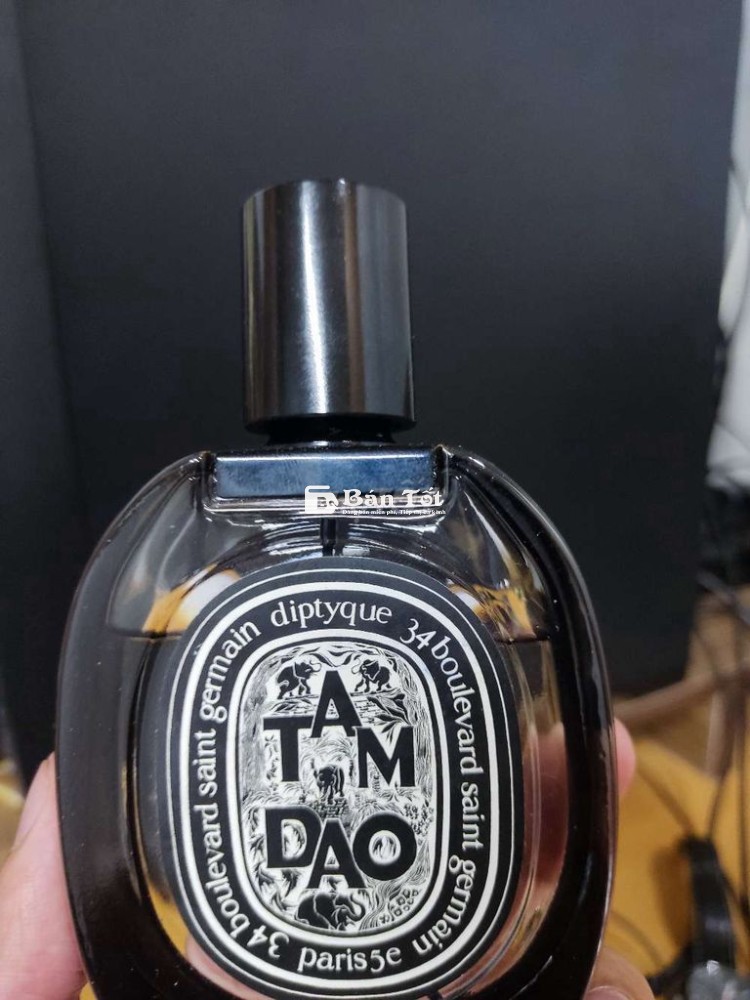 Bán Tốt
diptyque 34 boulevard saint germain paris5e 34 boulevard saint germain
TAM
DAO